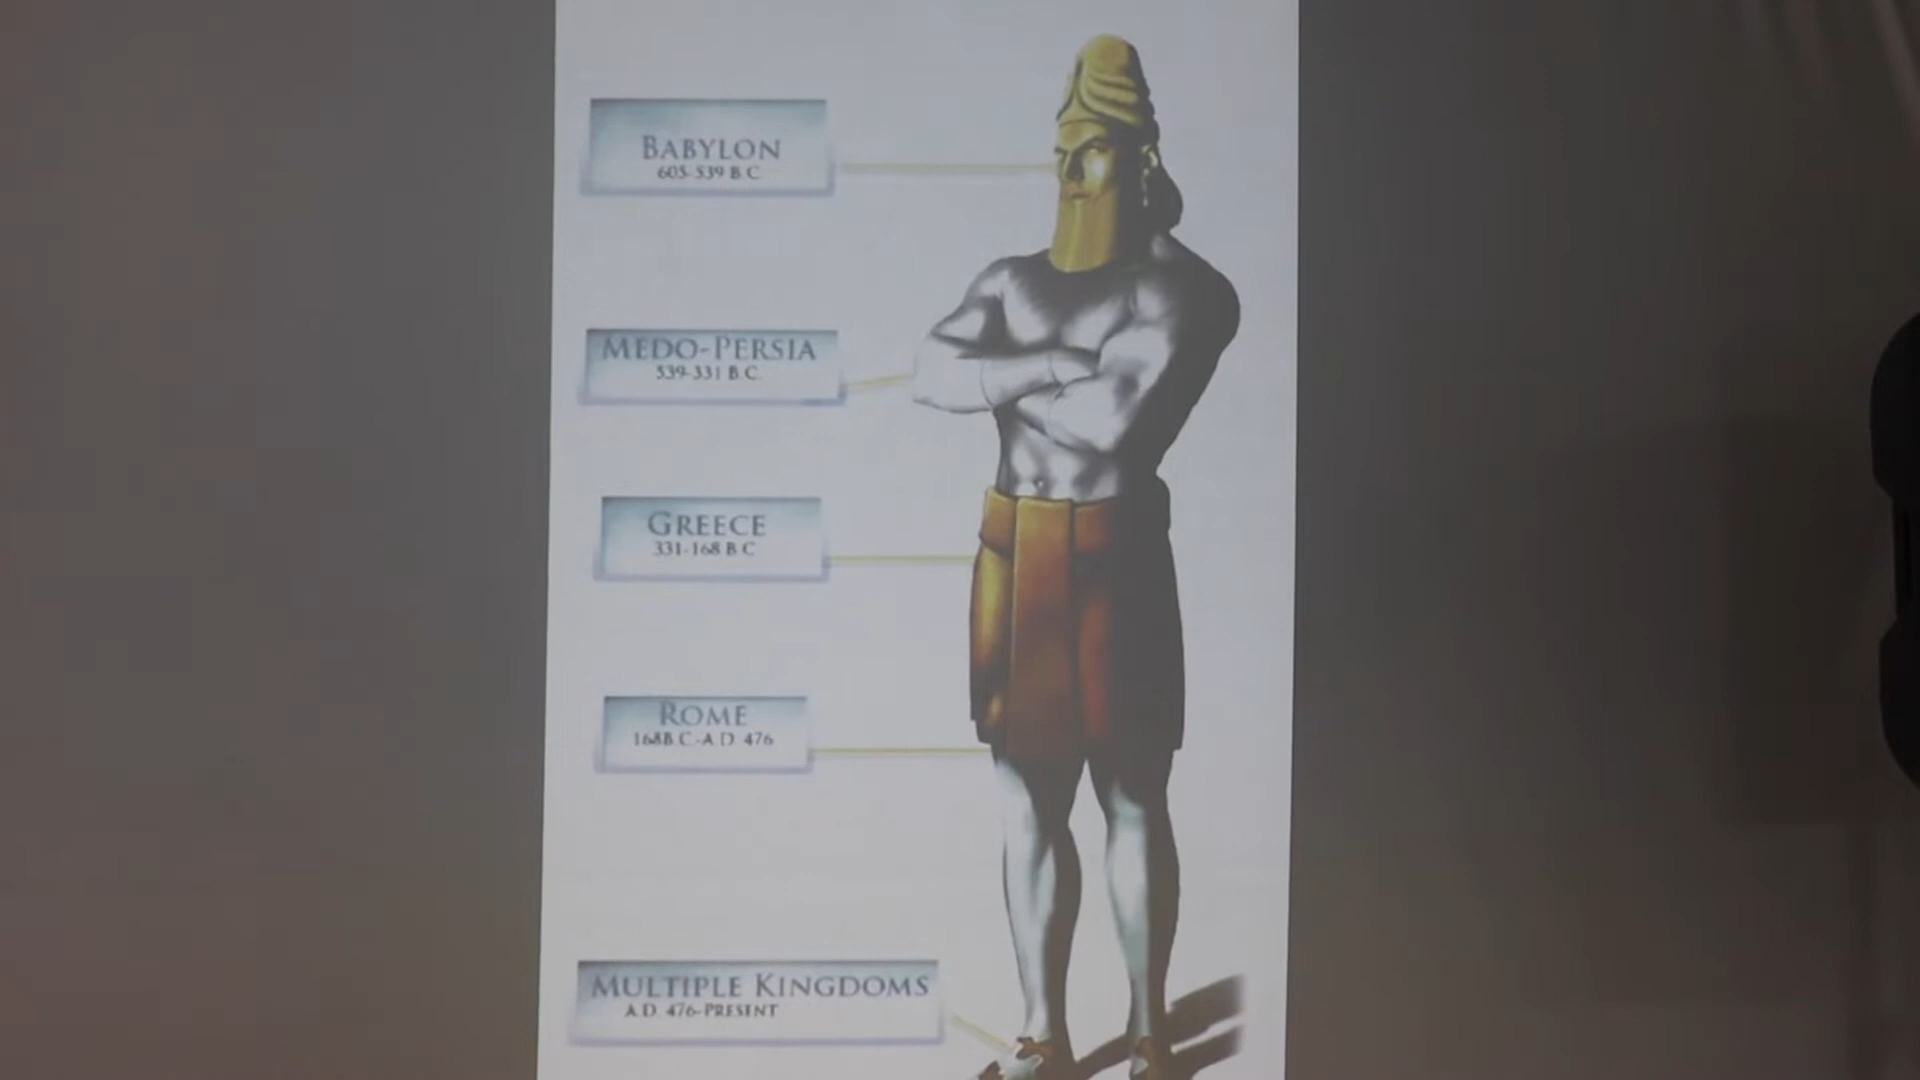 BABYLON
605-539 B.C.
MEDO-PERSIA
539-331 B.C.
GREECE
331-168 B.C
ROME
168B.C.-A.D. 476
MULTIPLE KINGDOMS
A.D. 476-PRESENT